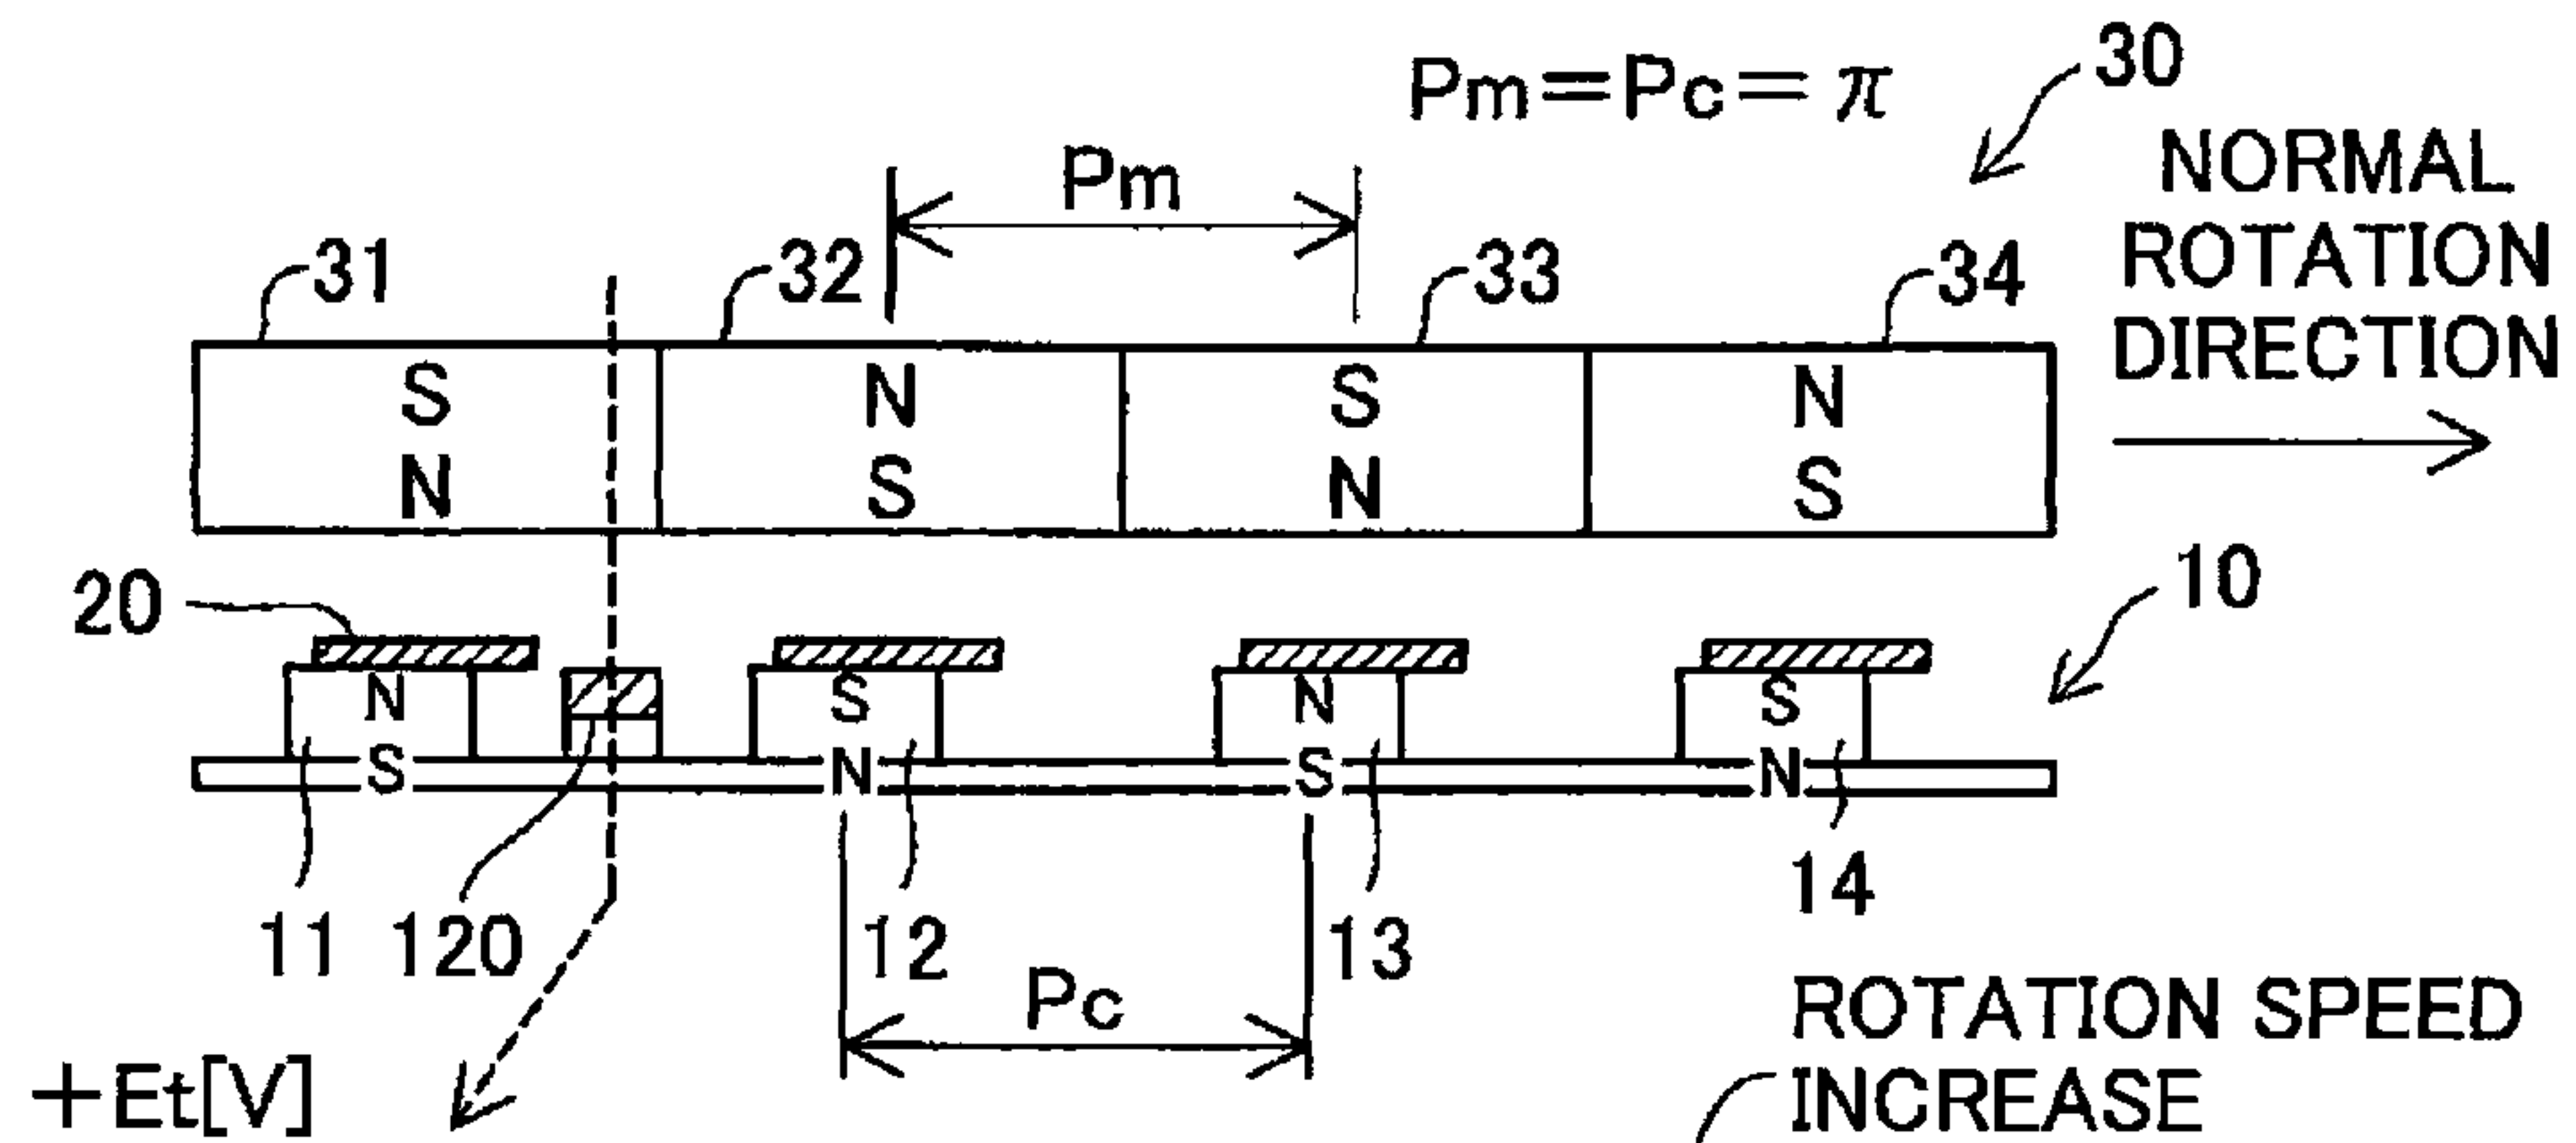 Pm=Pc=π
30
NORMAL
ROTATION
DIRECTION
Pm
31
32
33
34
S
N
S
N
N
S
N
S
20
10
N
S
N
S
S
N
S
N
11
120
12
13
14
Pc
ROTATION SPEED
INCREASE
+Et[V]